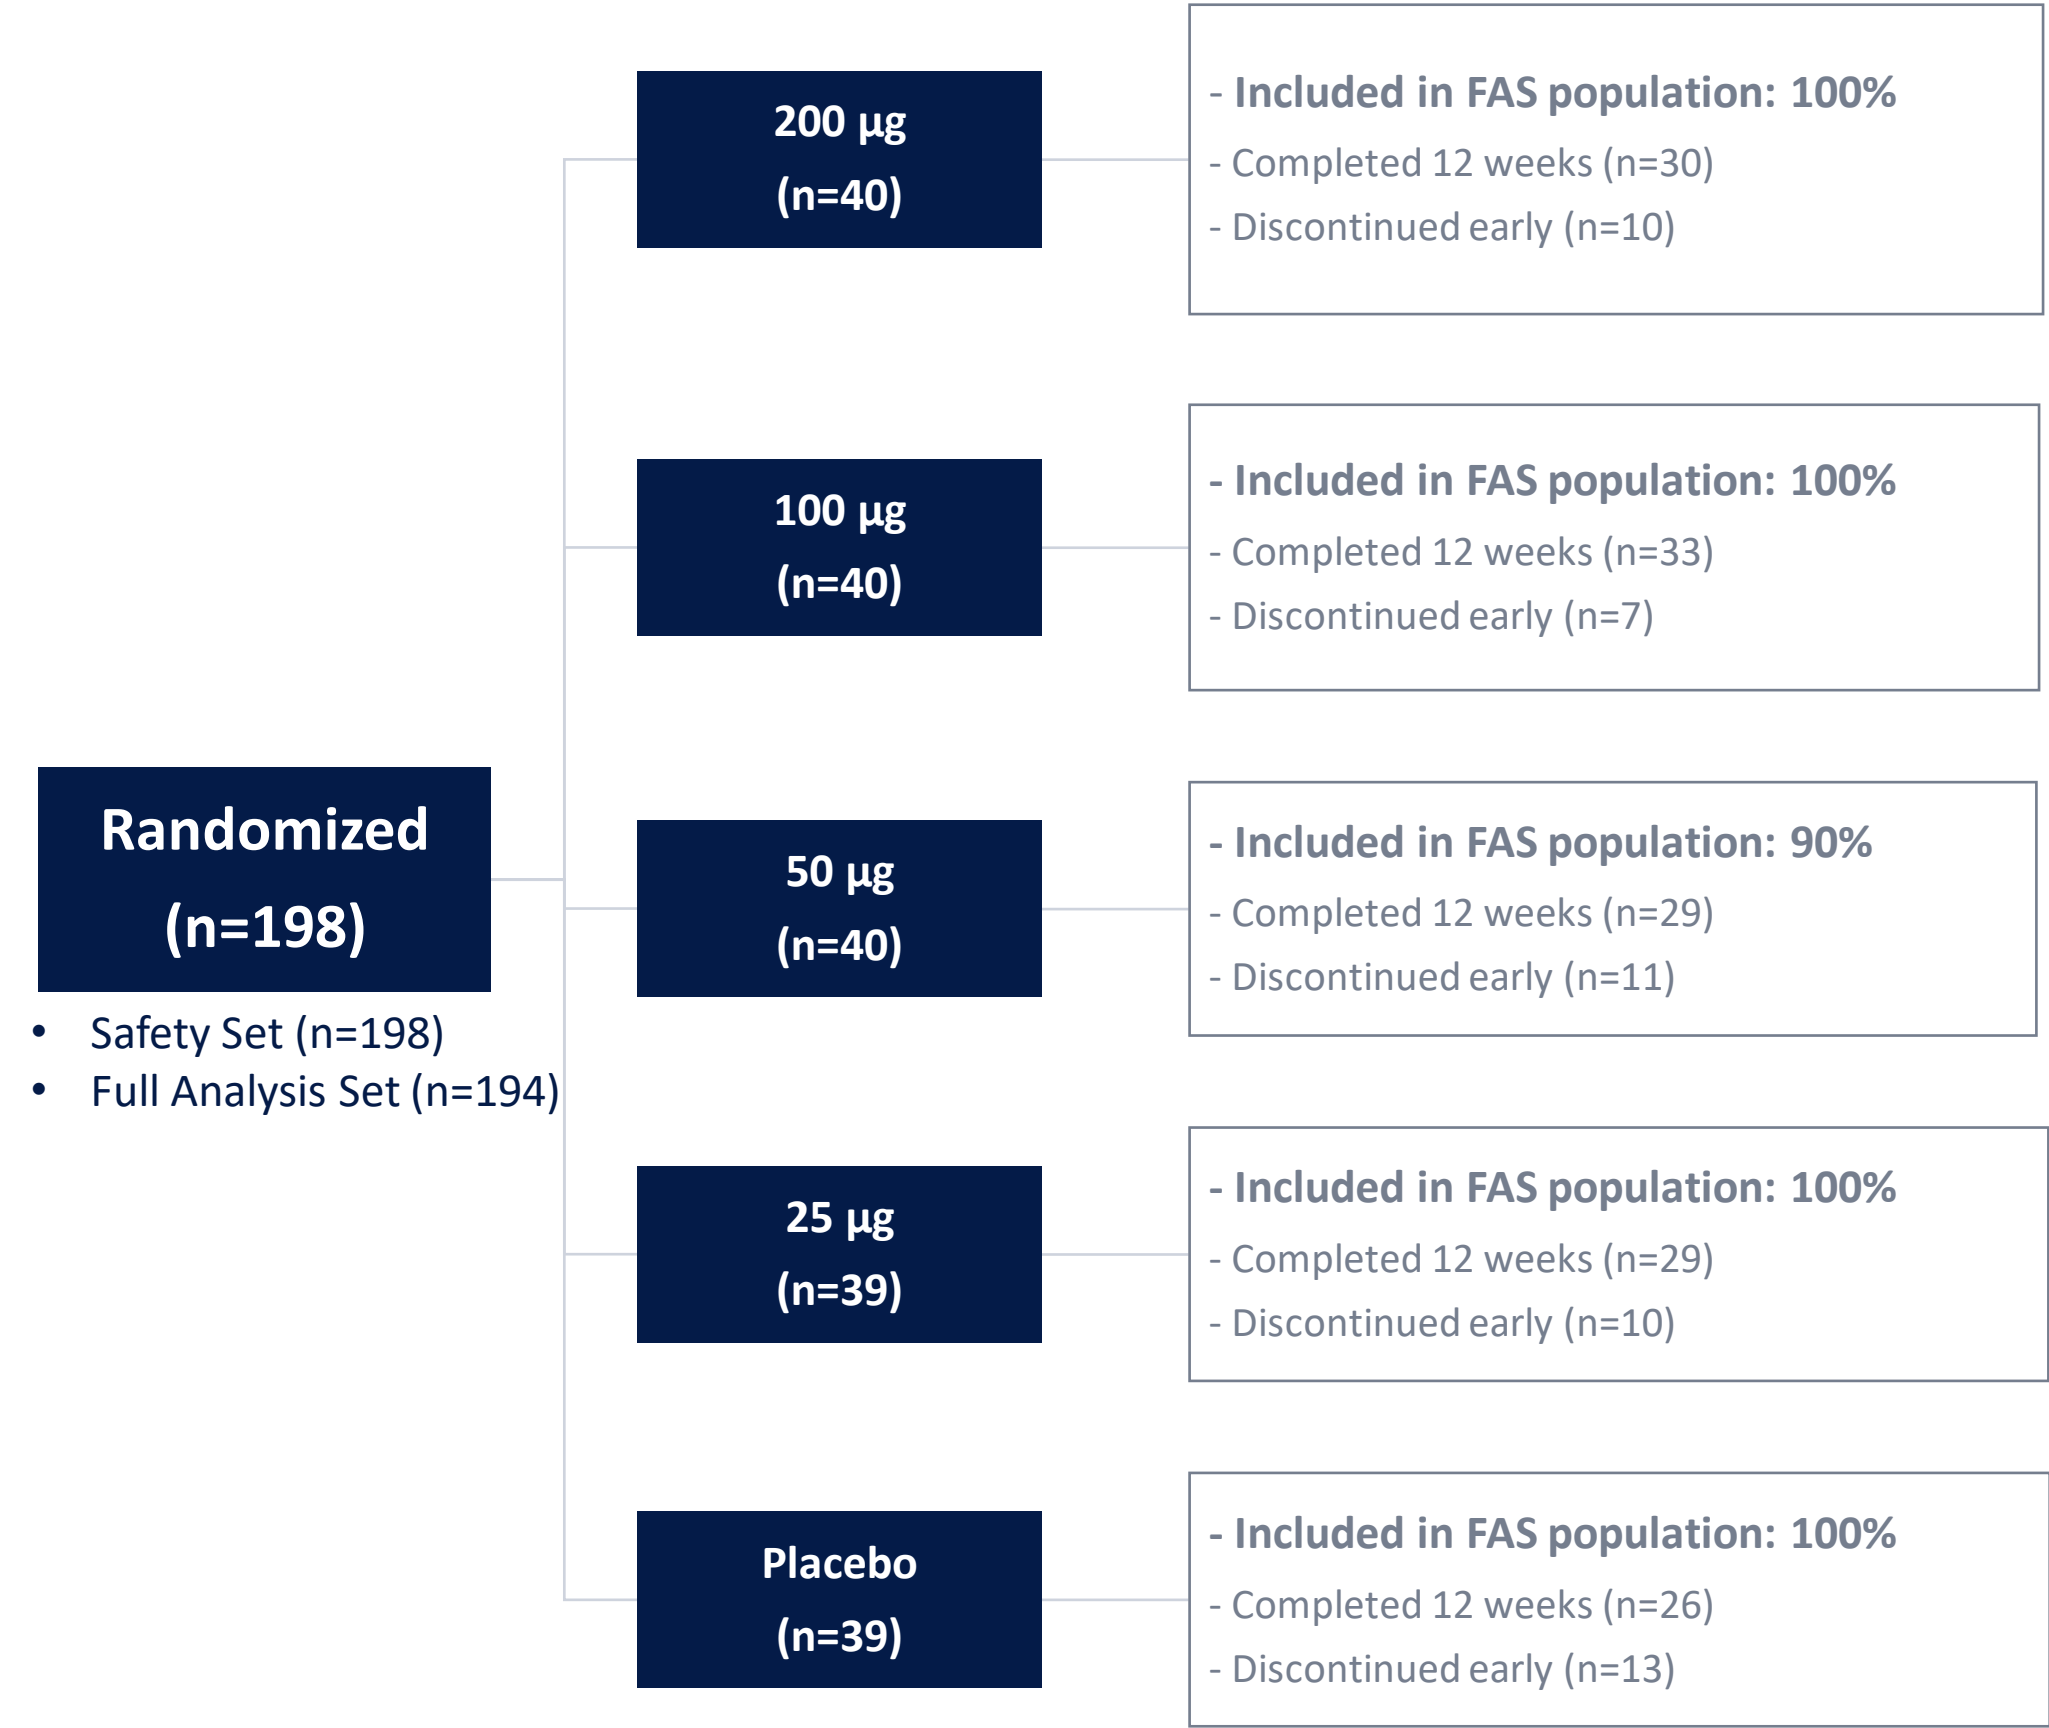 Randomized
(n=198)
• Safety Set (n=198)
• Full Analysis Set (n=194)
200 µg
(n=40)
- Included in FAS population: 100%
- Completed 12 weeks (n=30)
- Discontinued early (n=10)
100 µg
(n=40)
- Included in FAS population: 100%
- Completed 12 weeks (n=33)
- Discontinued early (n=7)
50 µg
(n=40)
- Included in FAS population: 90%
- Completed 12 weeks (n=29)
- Discontinued early (n=11)
25 µg
(n=39)
- Included in FAS population: 100%
- Completed 12 weeks (n=29)
- Discontinued early (n=10)
Placebo
(n=39)
- Included in FAS population: 100%
- Completed 12 weeks (n=26)
- Discontinued early (n=13)